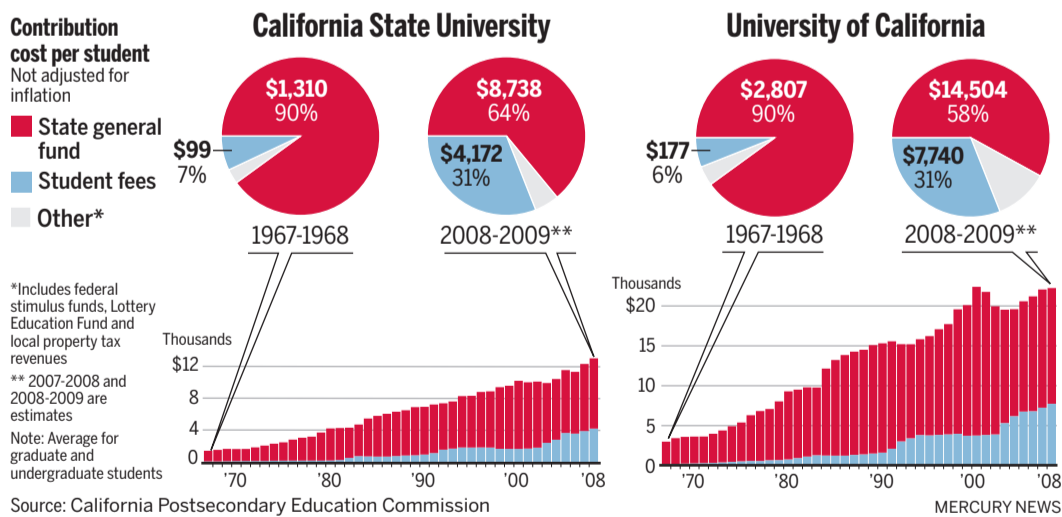 Contribution
cost per student
Not adjusted for
inflation
State general
fund
Student fees
Other*
California State University
$1,310
90%
$99
7%
1967-1968
$8,738
64%
$4,172
31%
2008-2009**
University of California
$2,807
90%
$177
6%
1967-1968
$14,504
58%
$7,740
31%
2008-2009**
*Includes federal
stimulus funds, Lottery
Education Fund and
local property tax
revenues
** 2007-2008 and
2008-2009 are
estimates
Note: Average for
graduate and
undergraduate students
Thousands
$12
8
4
0
'70 '80 '90 '00 '08
Thousands
$20
15
10
5
0
'70 '80 '90 '00 '08
Source: California Postsecondary Education Commission
MERCURY NEWS